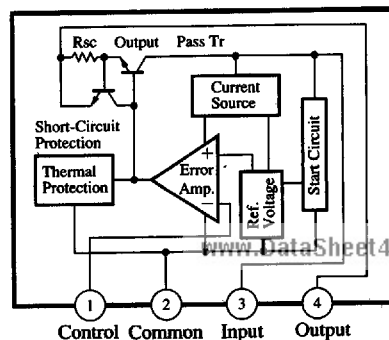 Rsc Output Pass Tr
Current
Source
Short-Circuit
Protection
Thermal
Protection
+
Error
Amp.
−
Ref.
Voltage
Start Circuit
www.DataSheet4
1 2 3 4
Control Common Input Output